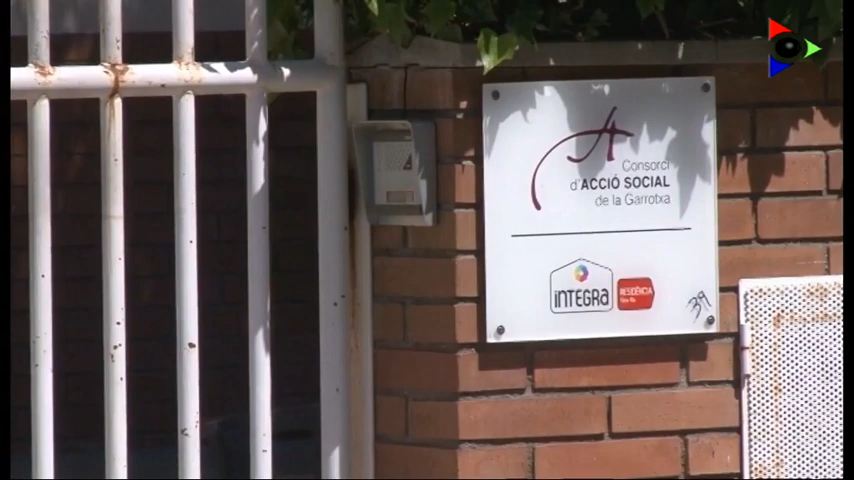 Consorci
d'ACCIÓ SOCIAL
de la Garrotxa
iNTEGRa
RESIDÈNCIA
39